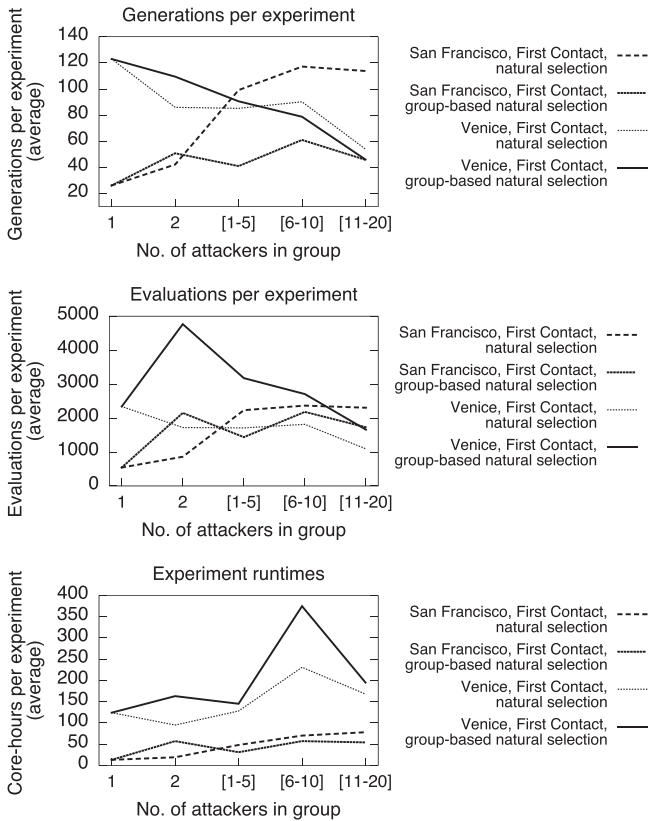 Generations per experiment
Generations per experiment
(average)
140
120
100
80
60
40
20
1 2 [1-5] [6-10] [11-20]
No. of attackers in group
San Francisco, First Contact,
natural selection
San Francisco, First Contact,
group-based natural selection
Venice, First Contact,
natural selection
Venice, First Contact,
group-based natural selection
Evaluations per experiment
Evaluations per experiment
(average)
5000
4000
3000
2000
1000
0
1 2 [1-5] [6-10] [11-20]
No. of attackers in group
San Francisco, First Contact,
natural selection
San Francisco, First Contact,
group-based natural selection
Venice, First Contact,
natural selection
Venice, First Contact,
group-based natural selection
Experiment runtimes
Core-hours per experiment
(average)
400
350
300
250
200
150
100
50
0
1 2 [1-5] [6-10] [11-20]
No. of attackers in group
San Francisco, First Contact,
natural selection
San Francisco, First Contact,
group-based natural selection
Venice, First Contact,
natural selection
Venice, First Contact,
group-based natural selection